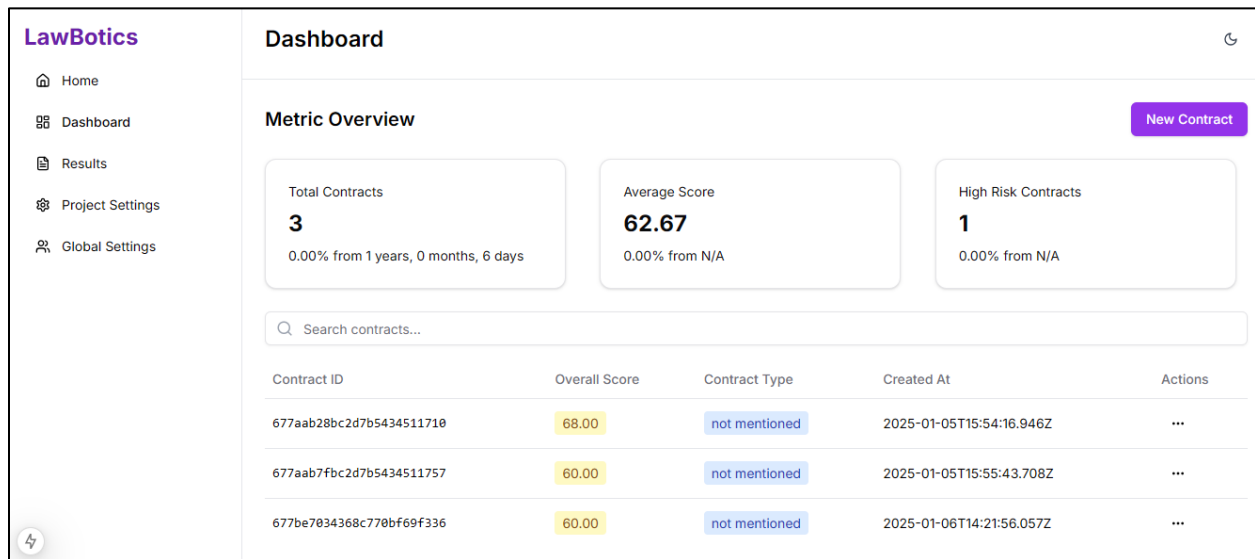 LawBotics
Home
Dashboard
Results
Project Settings
Global Settings
Dashboard
Metric Overview
New Contract
Total Contracts
3
0.00% from 1 years, 0 months, 6 days
Average Score
62.67
0.00% from N/A
High Risk Contracts
1
0.00% from N/A
Search contracts...
Contract ID Overall Score Contract Type Created At Actions
677aab28bc2d7b5434511710 68.00 not mentioned 2025-01-05T15:54:16.946Z
677aab7fbc2d7b5434511757 60.00 not mentioned 2025-01-05T15:55:43.708Z
677be7034368c770bf69f336 60.00 not mentioned 2025-01-06T14:21:56.057Z